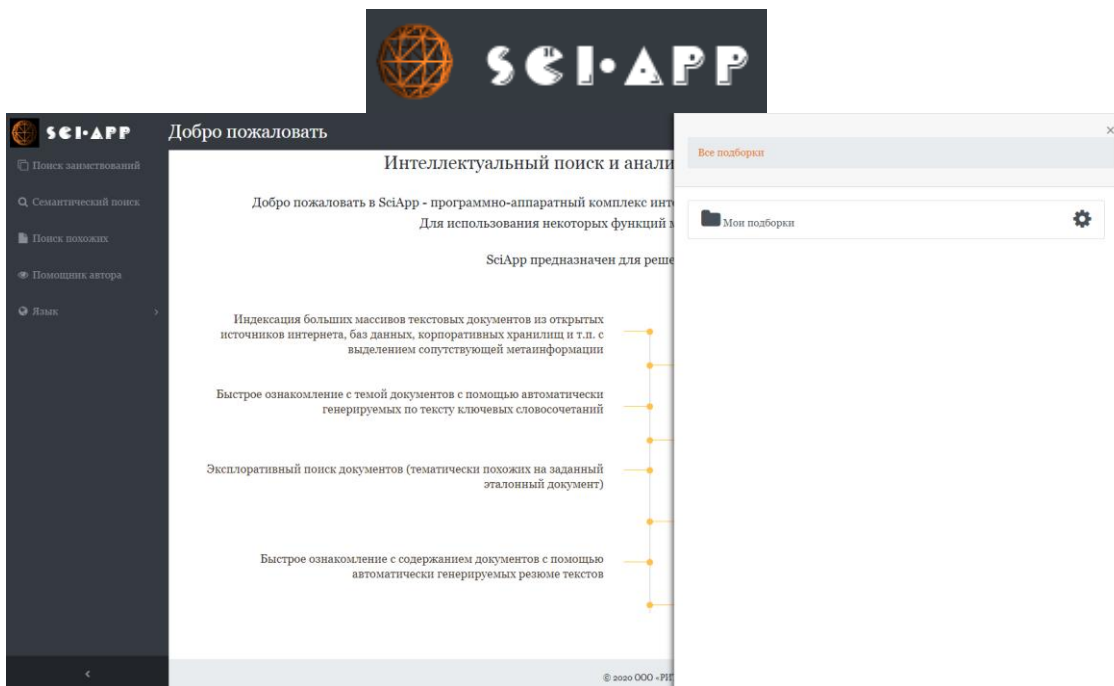 SCI·APP
SCI·APP
Добро пожаловать
Поиск заимствований
Семантический поиск
Поиск похожих
Помощник автора
Язык
Интеллектуальный поиск и анали
Добро пожаловать в SciApp - программно-аппаратный комплекс инт
Для использования некоторых функций
SciApp предназначен для реше
Индексация больших массивов текстовых документов из открытых
источников интернета, баз данных, корпоративных хранилищ и т.п. с
выделением сопутствующей метаинформации
Быстрое ознакомление с темой документов с помощью автоматически
генерируемых по тексту ключевых словосочетаний
Эксплоративный поиск документов (тематически похожих на заданный
эталонный документ)
Быстрое ознакомление с содержанием документов с помощью
автоматически генерируемых резюме текстов
© 2020 ООО «РИТ
Все подборки
Мои подборки